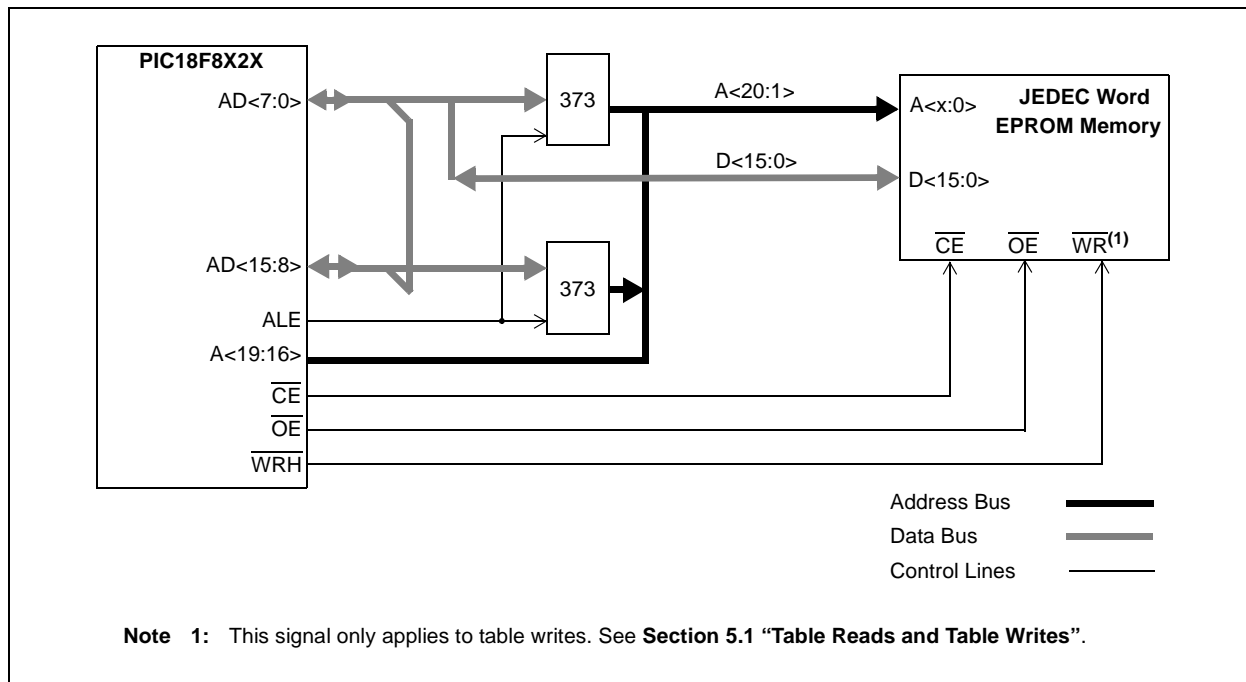 PIC18F8X2X
AD<7:0>
373
A<20:1>
A<x:0>
JEDEC Word
EPROM Memory
D<15:0>
D<15:0>
CE
OE
WR(1)
AD<15:8>
373
ALE
A<19:16>
CE
OE
WRH
Address Bus
Data Bus
Control Lines
Note 1: This signal only applies to table writes. See Section 5.1 “Table Reads and Table Writes”.